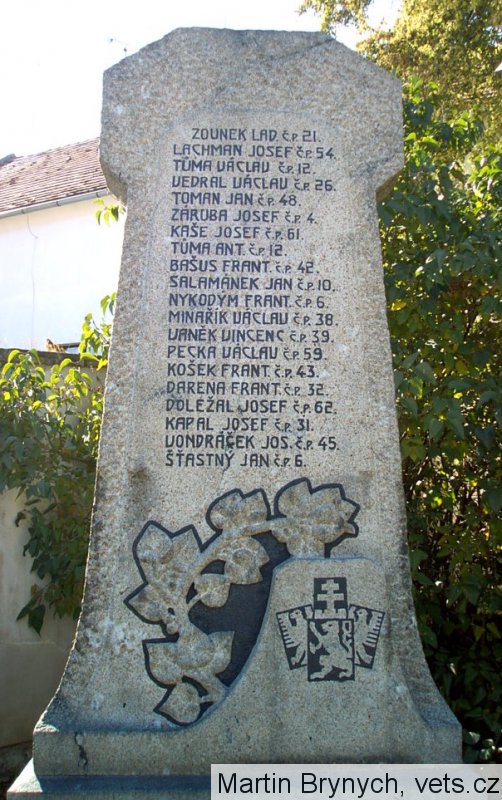 ZOUNEK LAD. č.p. 21.
LACHMAN JOSEF č.p. 54.
TŮMA VÁCLAV č.p. 12.
VEDRAL VÁCLAV č.p. 26.
TOMAN JAN č.p. 48.
ZÁRUBA JOSEF č.p. 4.
KAŠE JOSEF č.p. 61.
TŮMA ANT. č.p. 12.
BAŠUS FRANT. č.p. 42.
SALAMÁNEK JAN č.p. 10.
NYKODÝM FRANT. č.p. 6.
MINAŘÍK VÁCLAV č.p. 38.
VANĚK VINCENC č.p. 39.
PECKA VÁCLAV č.p. 59.
KOŠEK FRANT. č.p. 43.
DARENA FRANT. č.p. 32.
DOLEŽAL JOSEF č.p. 62.
KAPAL JOSEF č.p. 31.
VONDRÁČEK JOS. č.p. 45.
ŠŤASTNÝ JAN č.p. 6.
Martin Brynych, vets.cz